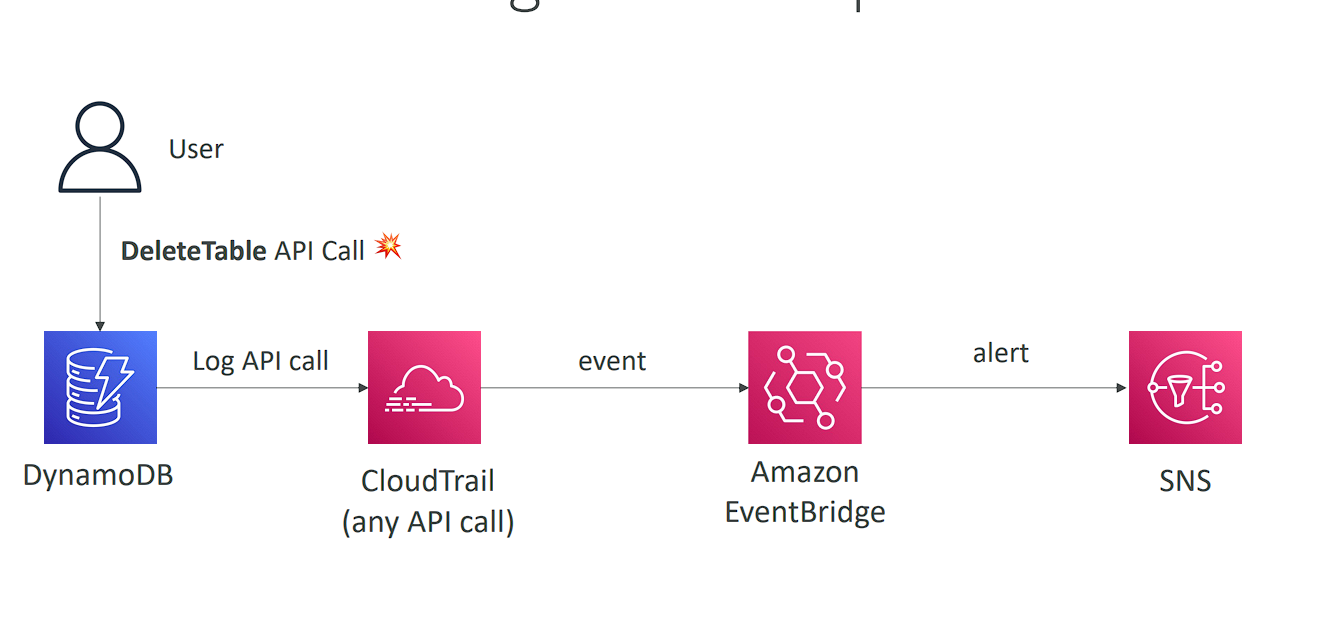 User
DeleteTable API Call
Log API call
event
alert
DynamoDB
CloudTrail
(any API call)
Amazon
EventBridge
SNS